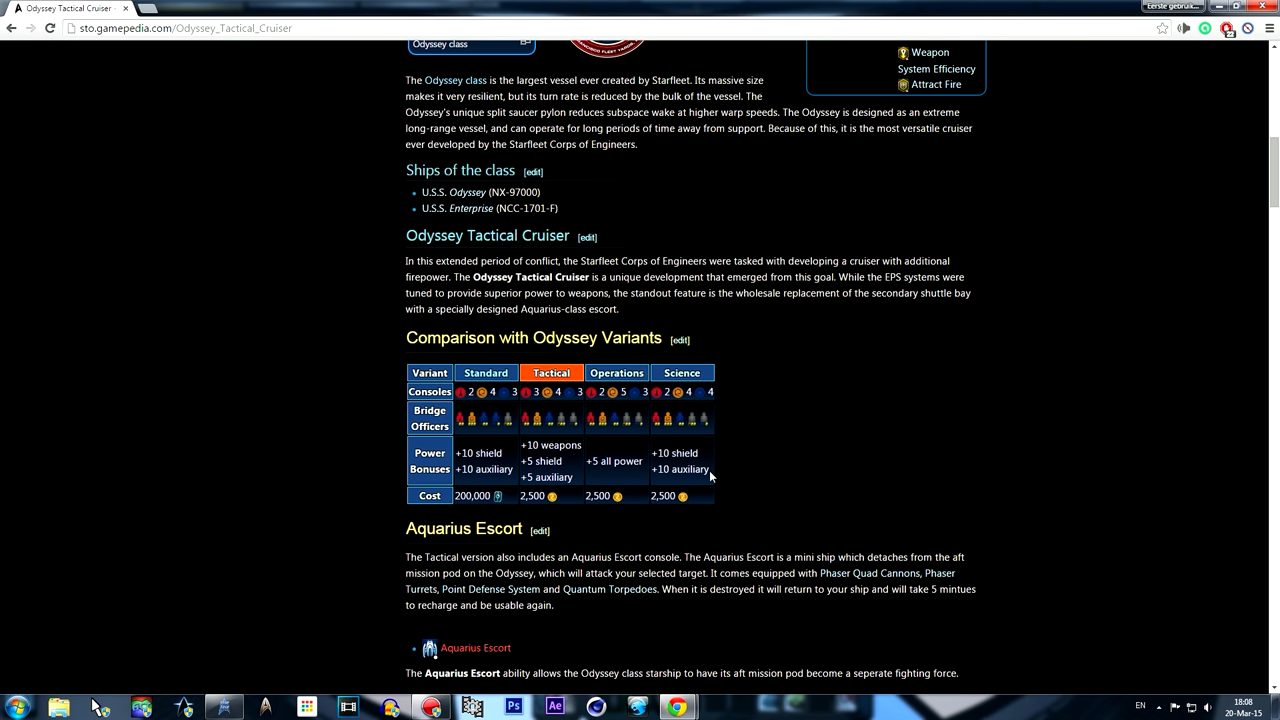 Odyssey Tactical Cruiser -
Eerste gebruik...
sto.gamepedia.com/Odyssey_Tactical_Cruiser
Odyssey class
Weapon
System Efficiency
Attract Fire
The Odyssey class is the largest vessel ever created by Starfleet. Its massive size
makes it very resilient, but its turn rate is reduced by the bulk of the vessel. The
Odyssey's unique split saucer pylon reduces subspace wake at higher warp speeds. The Odyssey is designed as an extreme
long-range vessel, and can operate for long periods of time away from support. Because of this, it is the most versatile cruiser
ever developed by the Starfleet Corps of Engineers.
Ships of the class [edit]
U.S.S. Odyssey (NX-97000)
U.S.S. Enterprise (NCC-1701-F)
Odyssey Tactical Cruiser [edit]
In this extended period of conflict, the Starfleet Corps of Engineers were tasked with developing a cruiser with additional
firepower. The Odyssey Tactical Cruiser is a unique development that emerged from this goal. While the EPS systems were
tuned to provide superior power to weapons, the standout feature is the wholesale replacement of the secondary shuttle bay
with a specially designed Aquarius-class escort.
Comparison with Odyssey Variants [edit]
Variant Standard Tactical Operations Science
Consoles 2 4 3 3 4 3 2 5 3 2 4 4
Bridge
Officers
Power
Bonuses
+10 shield
+10 auxiliary
+10 weapons
+5 shield
+5 auxiliary
+5 all power
+10 shield
+10 auxiliary
Cost 200,000 2,500 2,500 2,500
Aquarius Escort [edit]
The Tactical version also includes an Aquarius Escort console. The Aquarius Escort is a mini ship which detaches from the aft
mission pod on the Odyssey, which will attack your selected target. It comes equipped with Phaser Quad Cannons, Phaser
Turrets, Point Defense System and Quantum Torpedoes. When it is destroyed it will return to your ship and will take 5 mintues
to recharge and be usable again.
Aquarius Escort
The Aquarius Escort ability allows the Odyssey class starship to have its aft mission pod become a seperate fighting force.
Ps Ae
EN
18:08
20-Mar-15